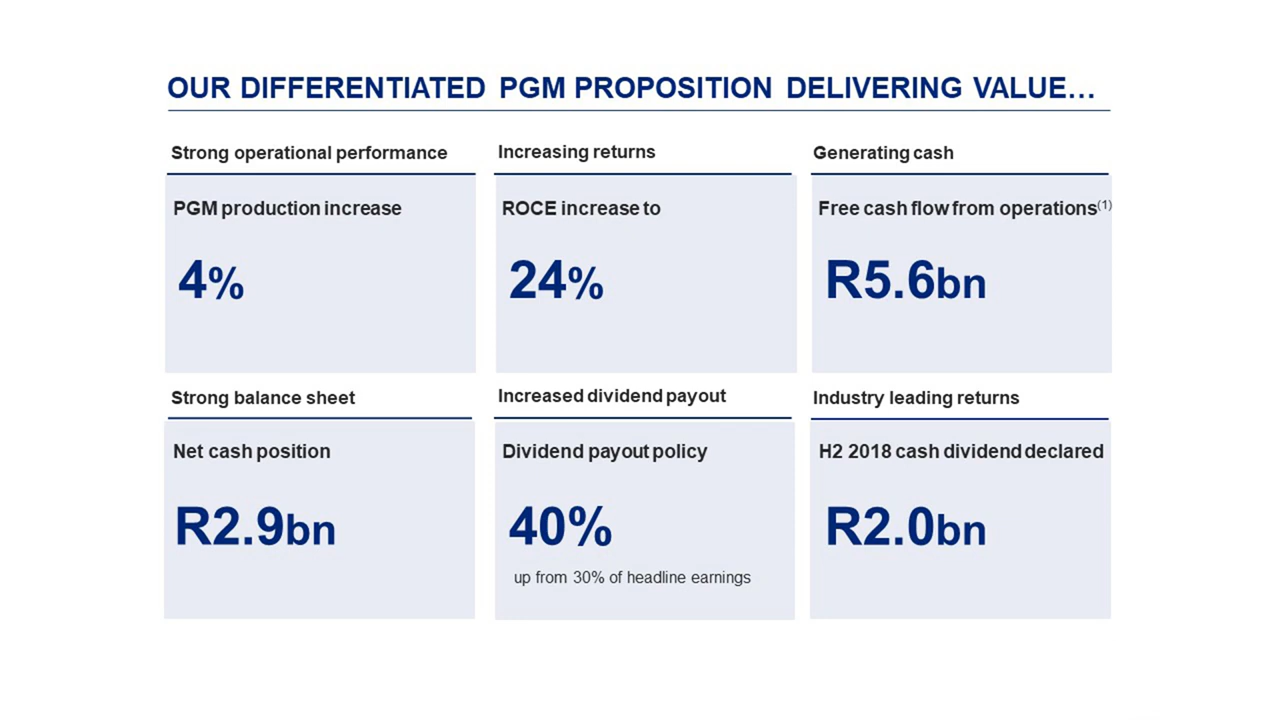 OUR DIFFERENTIATED PGM PROPOSITION DELIVERING VALUE…
Strong operational performance
PGM production increase
4%
Increasing returns
ROCE increase to
24%
Generating cash
Free cash flow from operations(1)
R5.6bn
Strong balance sheet
Net cash position
R2.9bn
Increased dividend payout
Dividend payout policy
40%
up from 30% of headline earnings
Industry leading returns
H2 2018 cash dividend declared
R2.0bn